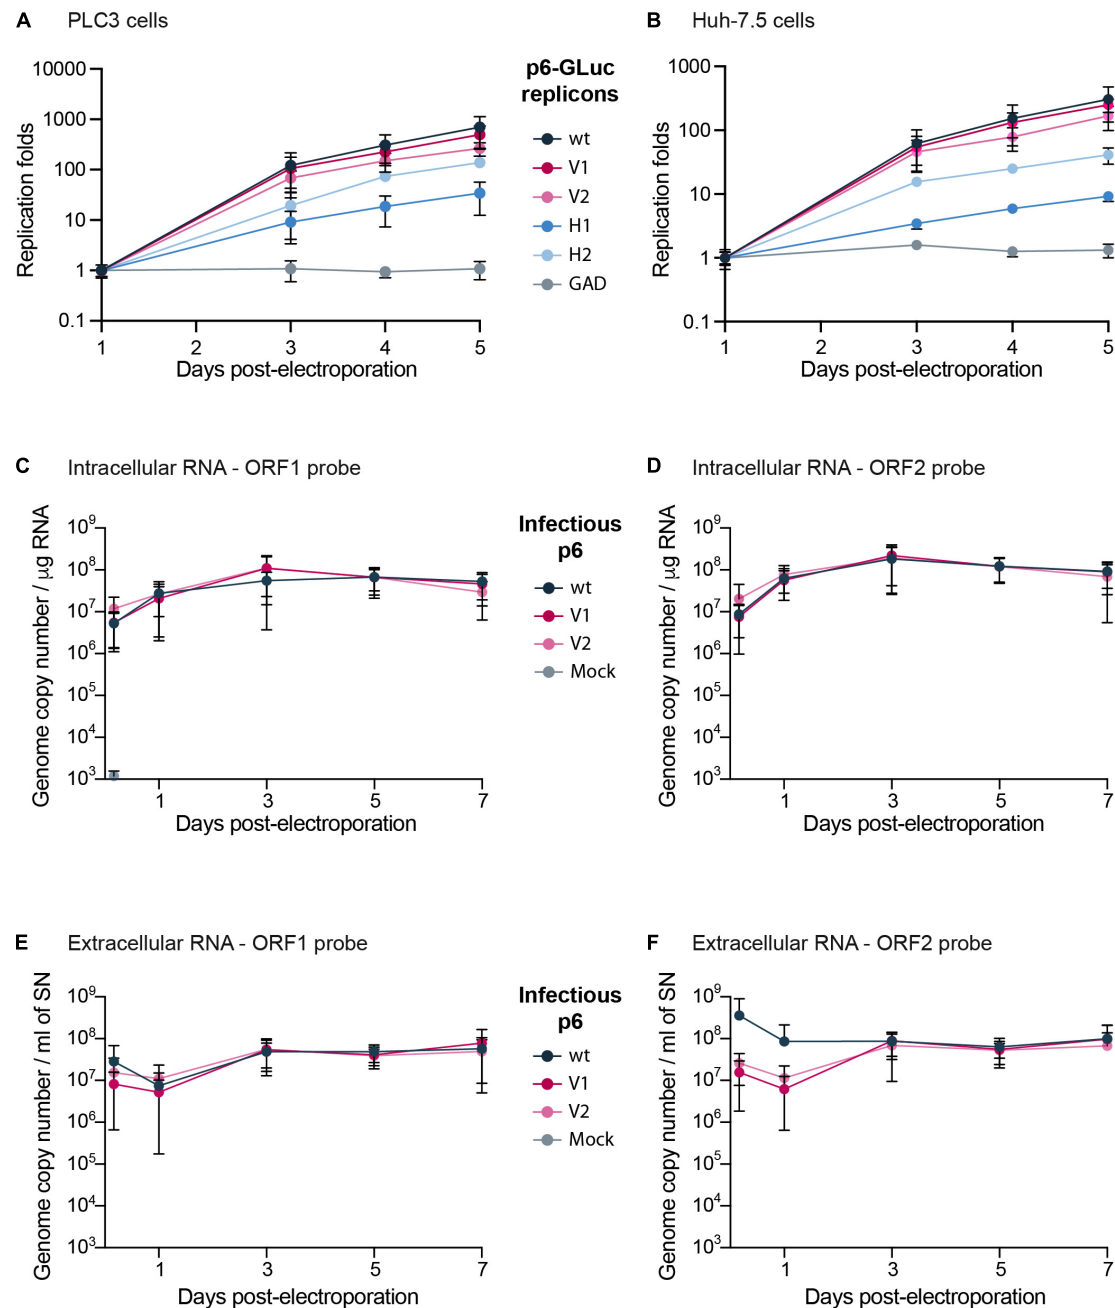 A PLC3 cells
Replication folds
10000
1000
100
10
1
0.1
1 2 3 4 5
Days post-electroporation
p6-GLuc
replicons
wt
V1
V2
H1
H2
GAD
B Huh-7.5 cells
Replication folds
1000
100
10
1
0.1
1 2 3 4 5
Days post-electroporation
C Intracellular RNA - ORF1 probe
Genome copy number / µg RNA
10⁹
10⁸
10⁷
10⁶
10⁵
10⁴
10³
1 3 5 7
Days post-electroporation
Infectious
p6
wt
V1
V2
Mock
D Intracellular RNA - ORF2 probe
Genome copy number / µg RNA
10⁹
10⁸
10⁷
10⁶
10⁵
10⁴
10³
1 3 5 7
Days post-electroporation
E Extracellular RNA - ORF1 probe
Genome copy number / ml of SN
10⁹
10⁸
10⁷
10⁶
10⁵
10⁴
10³
1 3 5 7
Days post-electroporation
Infectious
p6
wt
V1
V2
Mock
F Extracellular RNA - ORF2 probe
Genome copy number / ml of SN
10⁹
10⁸
10⁷
10⁶
10⁵
10⁴
10³
1 3 5 7
Days post-electroporation